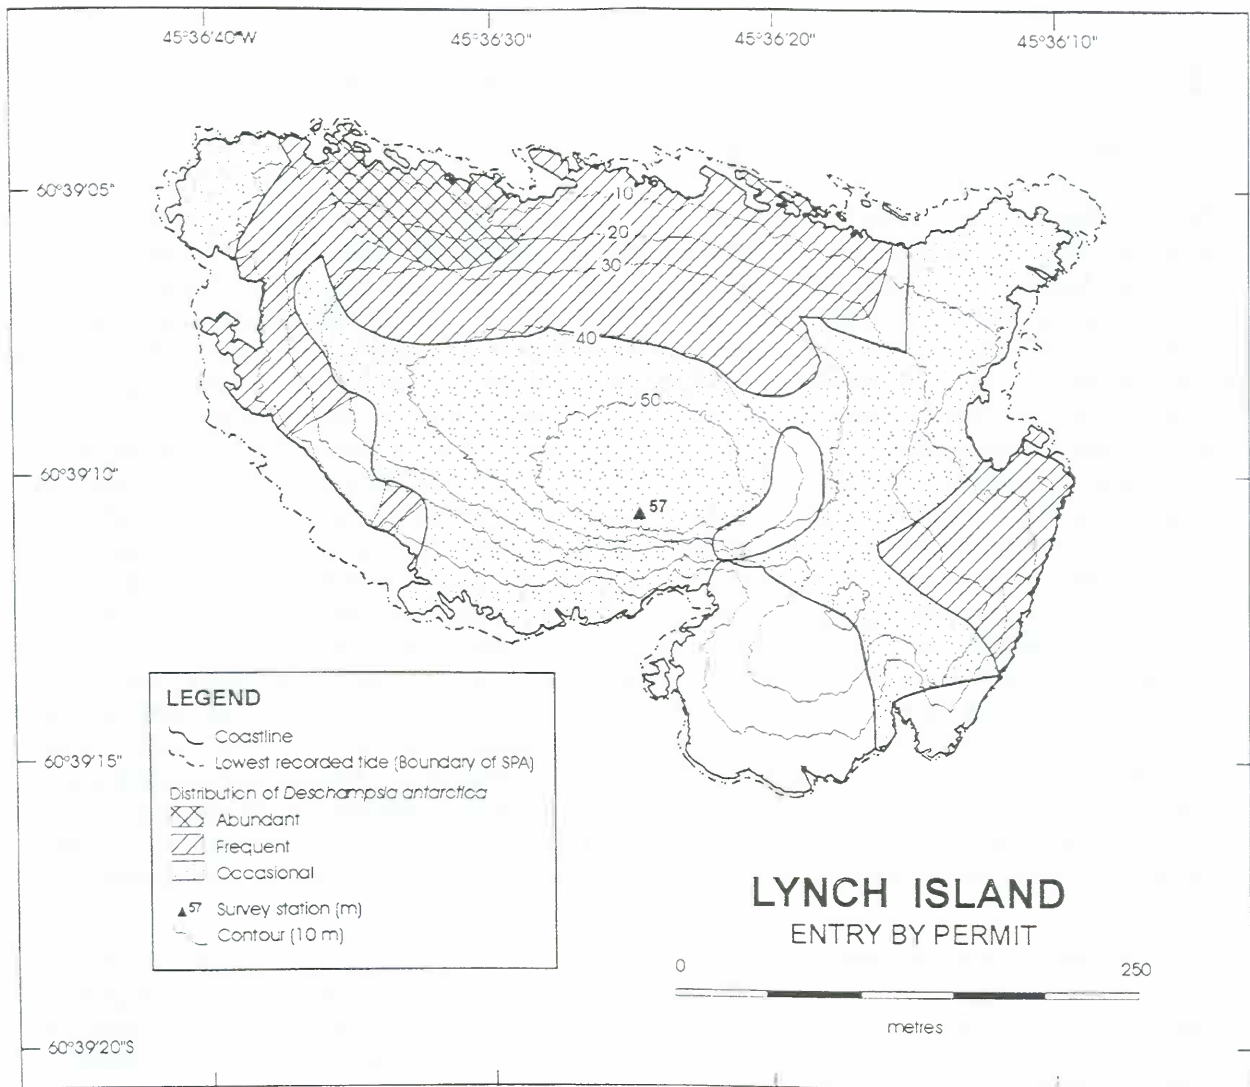 45°36'40"W
45°36'30"
45°36'20"
45°36'10"
60°39'05"
10
20
30
40
50
60°39'10"
57
LEGEND
Coastline
Lowest recorded tide (Boundary of SPA)
60°39'15"
Distribution of Deschampsia antarctica
Abundant
Frequent
Occasional
57 Survey station (m)
Contour (10 m)
LYNCH ISLAND
ENTRY BY PERMIT
0 250
metres
60°39'20"S